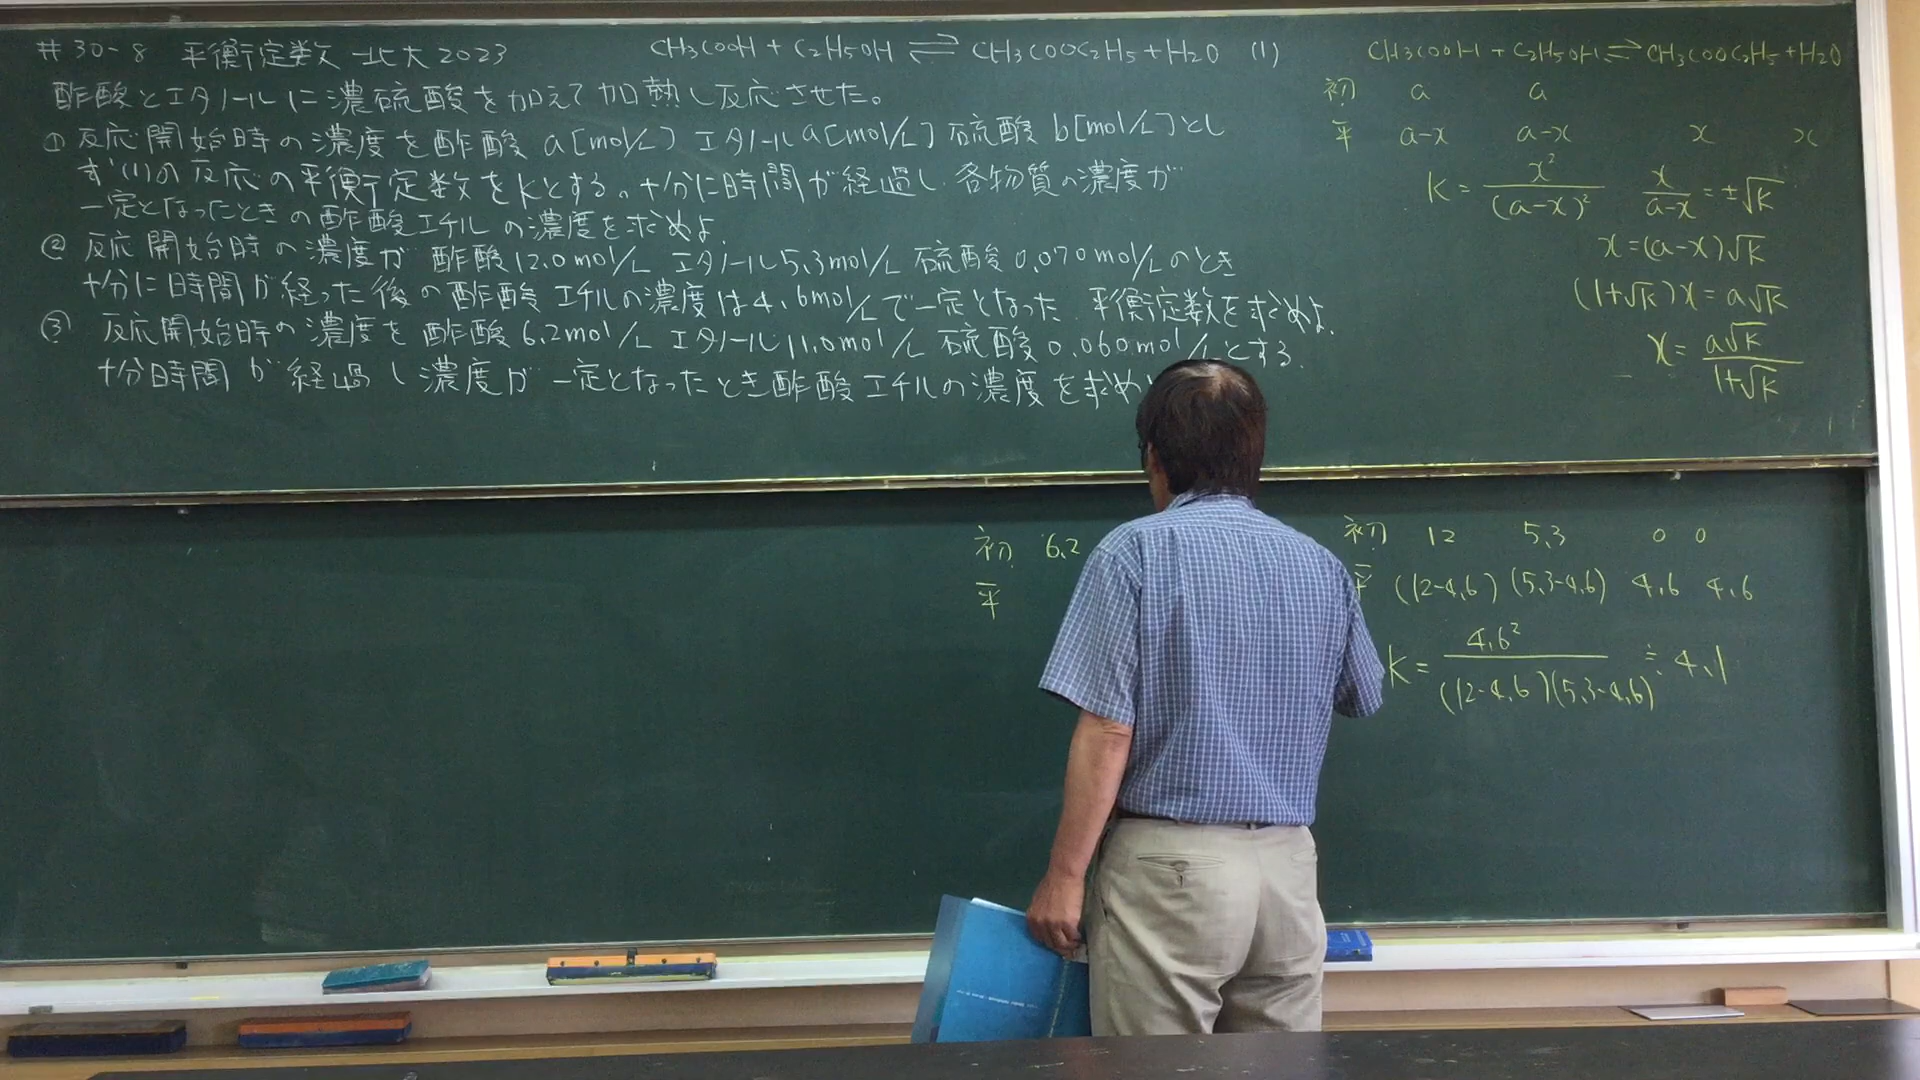 #30-8 平衡定数 北大2023 CH3COOH + C2H5OH ⇌ CH3COOC2H5 + H2O (1)
酢酸とエタノールに濃硫酸を加えて加熱し反応させた。
① 反応開始時の濃度を酢酸 a[mol/L] エタノールa[mol/L] 硫酸 b[mol/L]とし
ます(1)の反応の平衡定数をKとする。十分に時間が経過し、各物質の濃度が
一定となったときの酢酸エチルの濃度を求めよ
② 反応開始時の濃度が 酢酸12.0mol/L エタノール5.3mol/L 硫酸0.070mol/Lのとき
十分に時間が経った後の酢酸エチルの濃度は4.6mol/Lで一定となった。平衡定数を求めよ。
③ 反応開始時の濃度を酢酸6.2mol/L エタノール11.0mol/L 硫酸0.060mol/Lとする。
十分時間が経過し濃度が一定となったとき酢酸エチルの濃度を求め
CH3COOH + C2H5OH ⇌ CH3COOC2H5 + H2O
初 a a
平 a-x a-x x x
K = x²/(a-x)² x/(a-x) = ±√K
x=(a-x)√K
(1+√K)x = a√K
x = a√K/(1+√K)
初 6.2
平
初 12 5.3 0 0
平 (12-4.6) (5.3-4.6) 4.6 4.6
K = 4.6²/(12-4.6)(5.3-4.6) ≒ 4.1